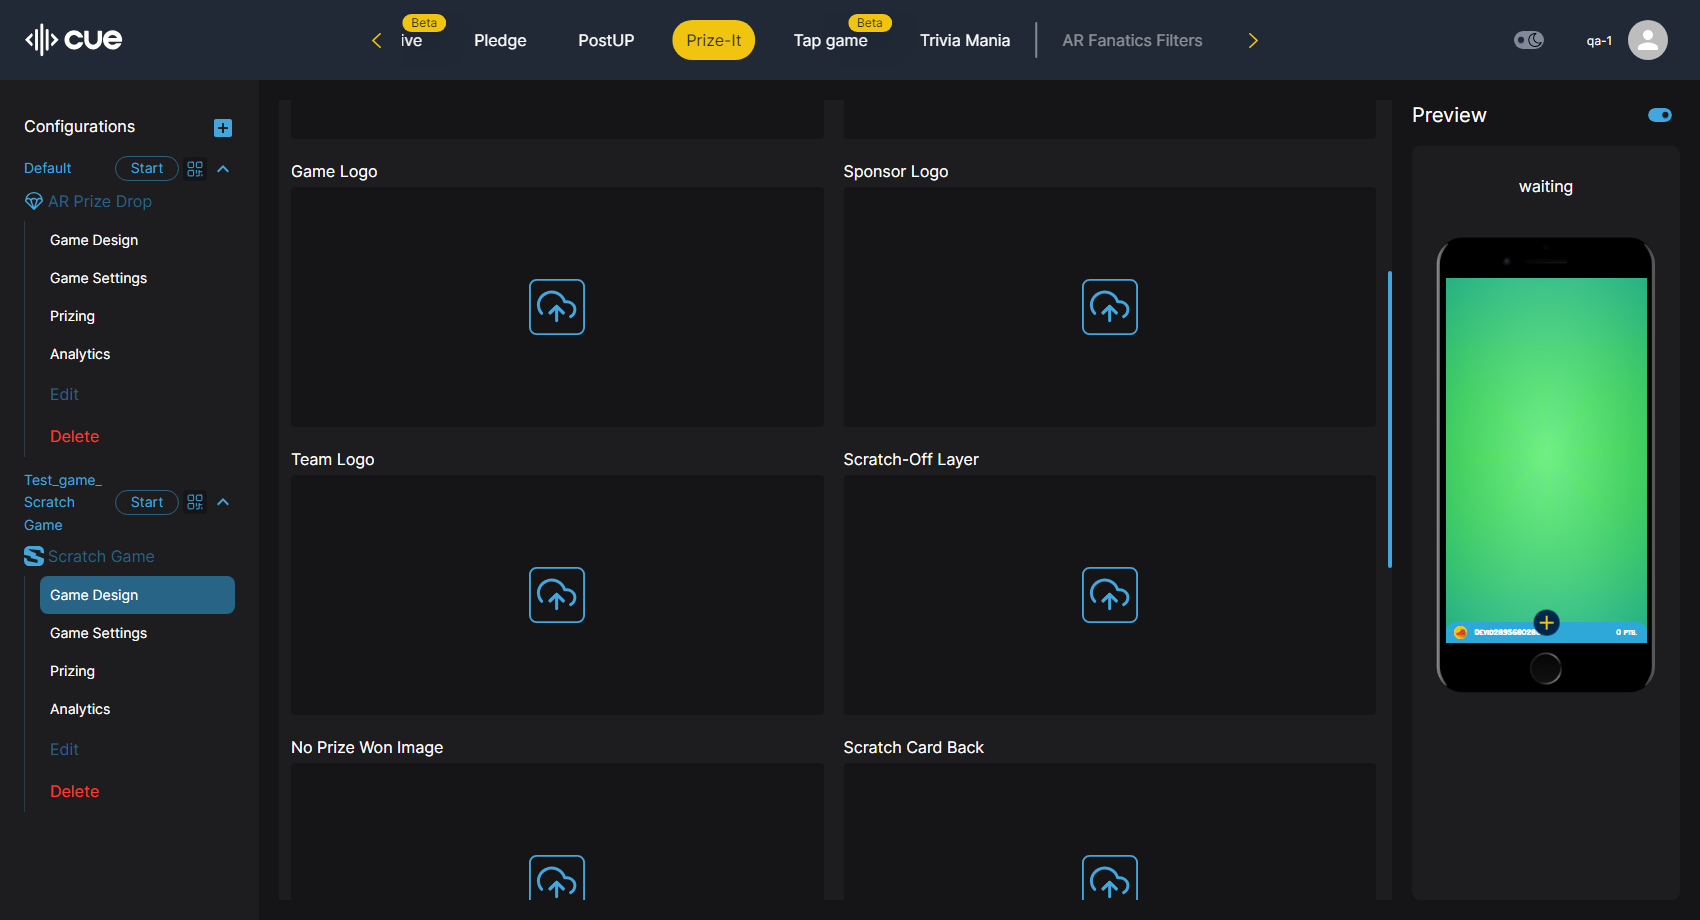 cue
Beta
ive
Pledge
PostUP
Prize-It
Beta
Tap game
Trivia Mania
AR Fanatics Filters
qa-1
Configurations
Default
Start
AR Prize Drop
Game Design
Game Settings
Prizing
Analytics
Edit
Delete
Test_game_
Scratch
Game
Start
Scratch Game
Game Design
Game Settings
Prizing
Analytics
Edit
Delete
Game Logo
Sponsor Logo
Team Logo
Scratch-Off Layer
No Prize Won Image
Scratch Card Back
Preview
waiting
0 PTS.